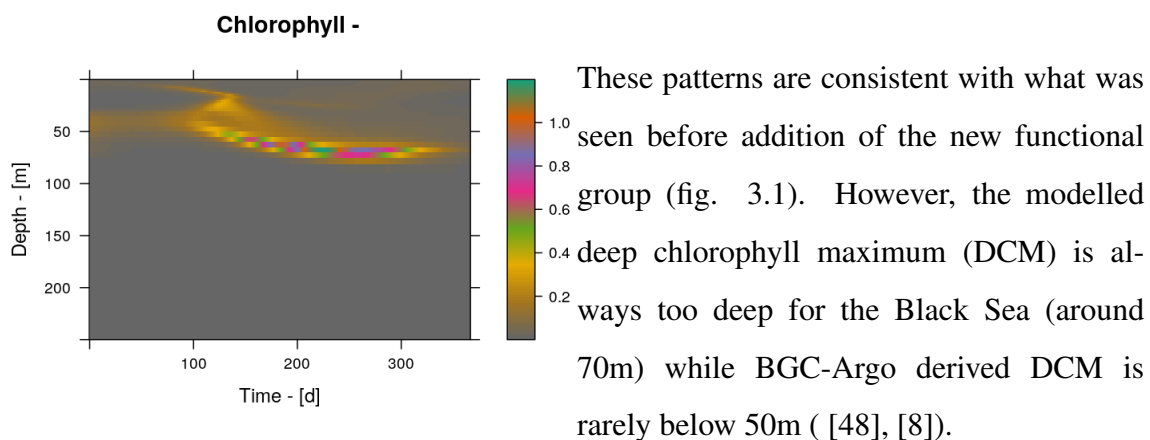 Chlorophyll -
50
100
150
200
Depth - [m]
100 200 300
Time - [d]
1.0
0.8
0.6
0.4
0.2
These patterns are consistent with what was
seen before addition of the new functional
group (fig. 3.1). However, the modelled
deep chlorophyll maximum (DCM) is al-
ways too deep for the Black Sea (around
70m) while BGC-Argo derived DCM is
rarely below 50m ( [48], [8]).